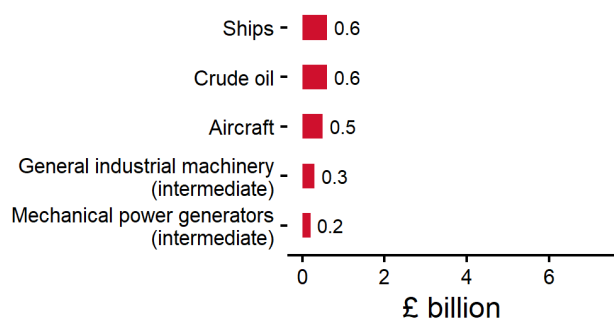 Ships
0.6
Crude oil
0.6
Aircraft
0.5
General industrial machinery
(intermediate)
0.3
Mechanical power generators
(intermediate)
0.2
0 2 4 6
£ billion